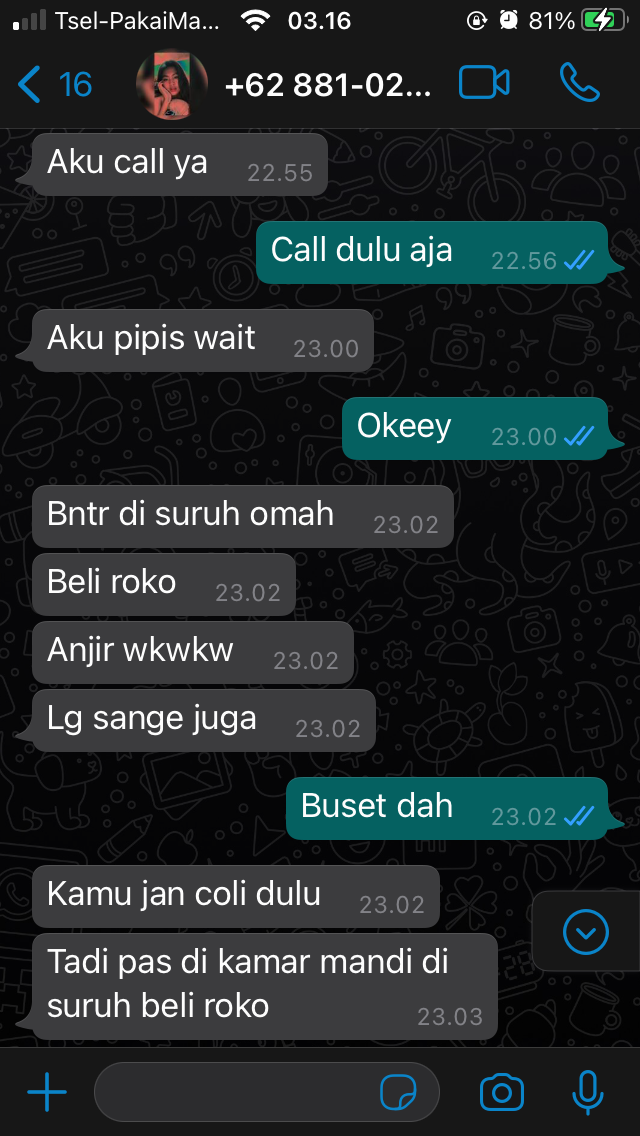 Tsel-PakaiMa... 03.16 81%
16 +62 881-02...
Aku call ya 22.55
Call dulu aja 22.56
Aku pipis wait 23.00
Okeey 23.00
Bntr di suruh omah 23.02
Beli roko 23.02
Anjir wkwkw 23.02
Lg sange juga 23.02
Buset dah 23.02
Kamu jan coli dulu 23.02
Tadi pas di kamar mandi di
suruh beli roko 23.03